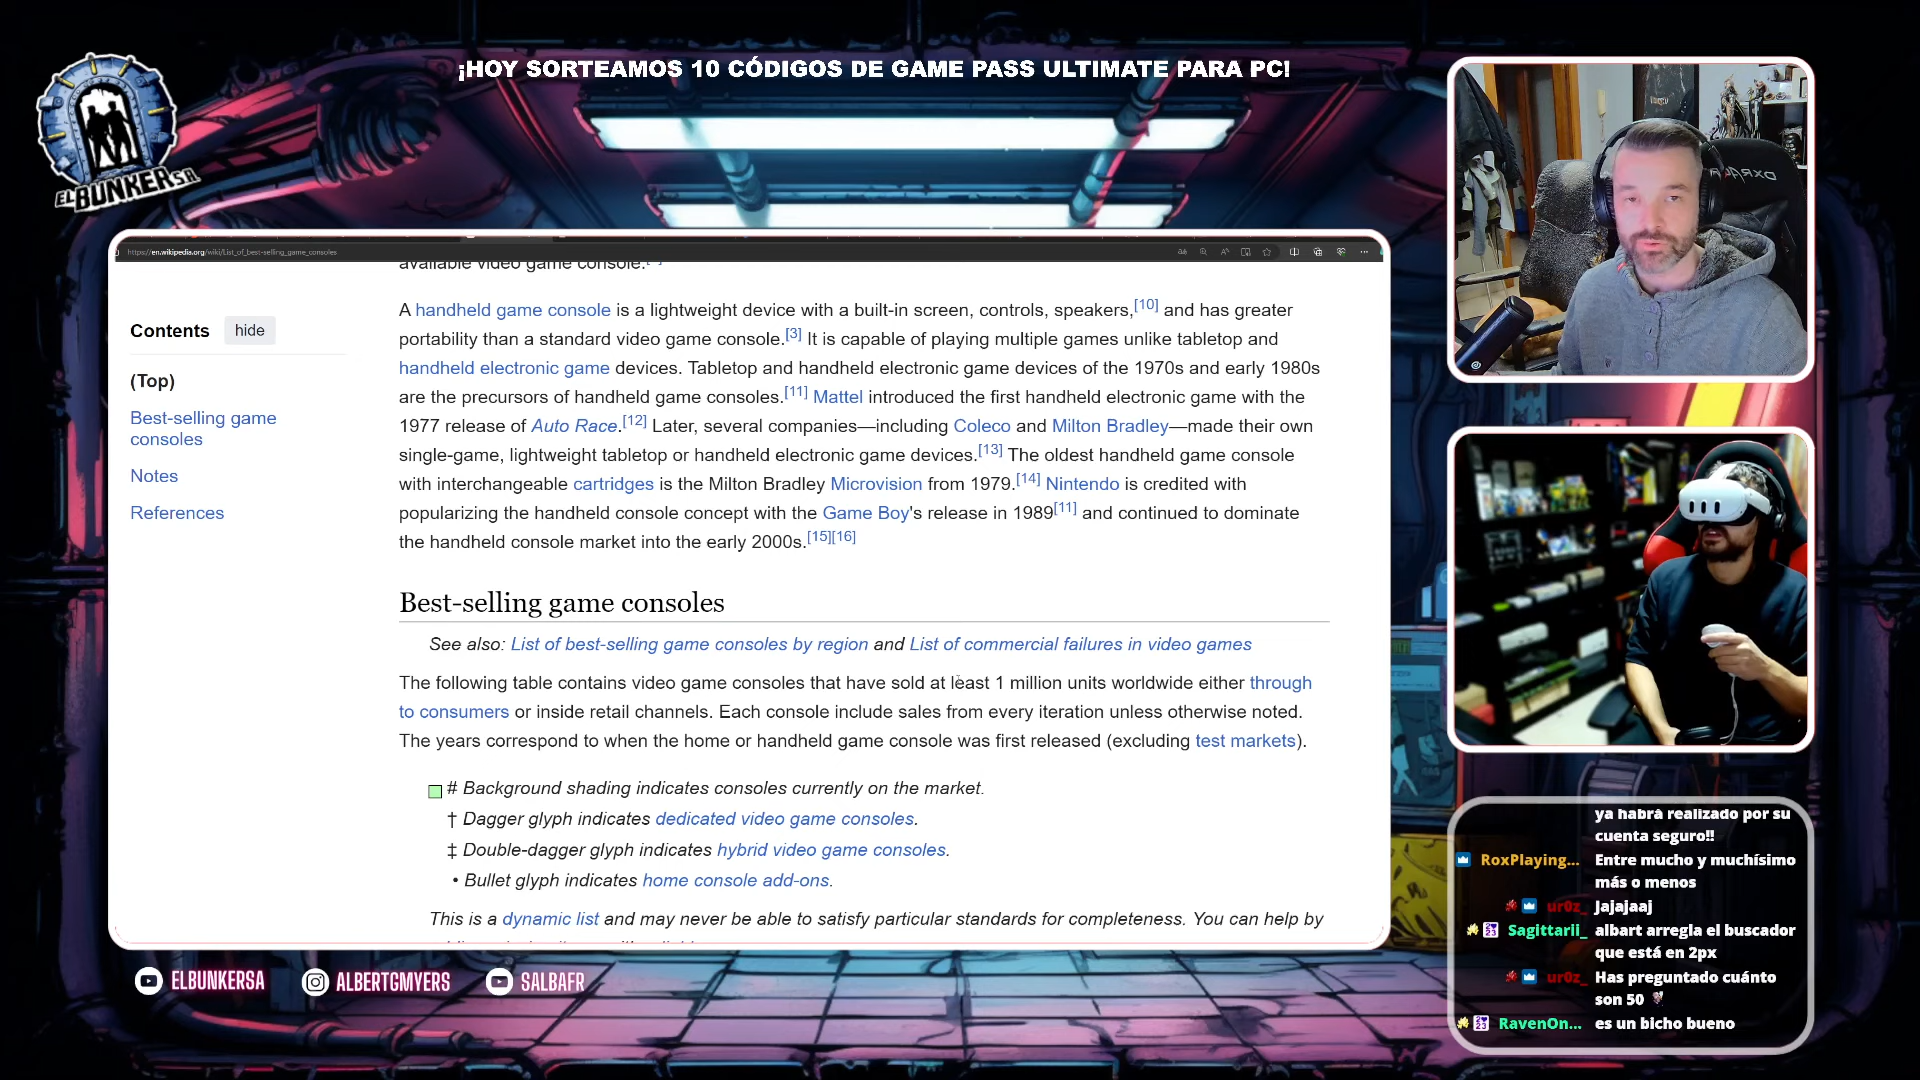 ¡HOY SORTEAMOS 10 CÓDIGOS DE GAME PASS ULTIMATE PARA PC!
EL BUNKER S.A.
https://en.wikipedia.org/wiki/List_of_best-selling_game_consoles
available video game console.
Contents hide
(Top)
Best-selling game
consoles
Notes
References
A handheld game console is a lightweight device with a built-in screen, controls, speakers,[10] and has greater
portability than a standard video game console.[3] It is capable of playing multiple games unlike tabletop and
handheld electronic game devices. Tabletop and handheld electronic game devices of the 1970s and early 1980s
are the precursors of handheld game consoles.[11] Mattel introduced the first handheld electronic game with the
1977 release of Auto Race.[12] Later, several companies—including Coleco and Milton Bradley—made their own
single-game, lightweight tabletop or handheld electronic game devices.[13] The oldest handheld game console
with interchangeable cartridges is the Milton Bradley Microvision from 1979.[14] Nintendo is credited with
popularizing the handheld console concept with the Game Boy's release in 1989[11] and continued to dominate
the handheld console market into the early 2000s.[15][16]
Best-selling game consoles
See also: List of best-selling game consoles by region and List of commercial failures in video games
The following table contains video game consoles that have sold at least 1 million units worldwide either through
to consumers or inside retail channels. Each console include sales from every iteration unless otherwise noted.
The years correspond to when the home or handheld game console was first released (excluding test markets).
# Background shading indicates consoles currently on the market.
† Dagger glyph indicates dedicated video game consoles.
‡ Double-dagger glyph indicates hybrid video game consoles.
• Bullet glyph indicates home console add-ons.
This is a dynamic list and may never be able to satisfy particular standards for completeness. You can help by
ELBUNKERSA
ALBERTGMYERS
SALBAFR
ya habrá realizado por su
cuenta seguro!!
RoxPlaying... Entre mucho y muchísimo
más o menos
ur0z_ Jajajaaj
Sagittarii_ albart arregla el buscador
que está en 2px
ur0z_ Has preguntado cuánto
son 50
RavenOn... es un bicho bueno